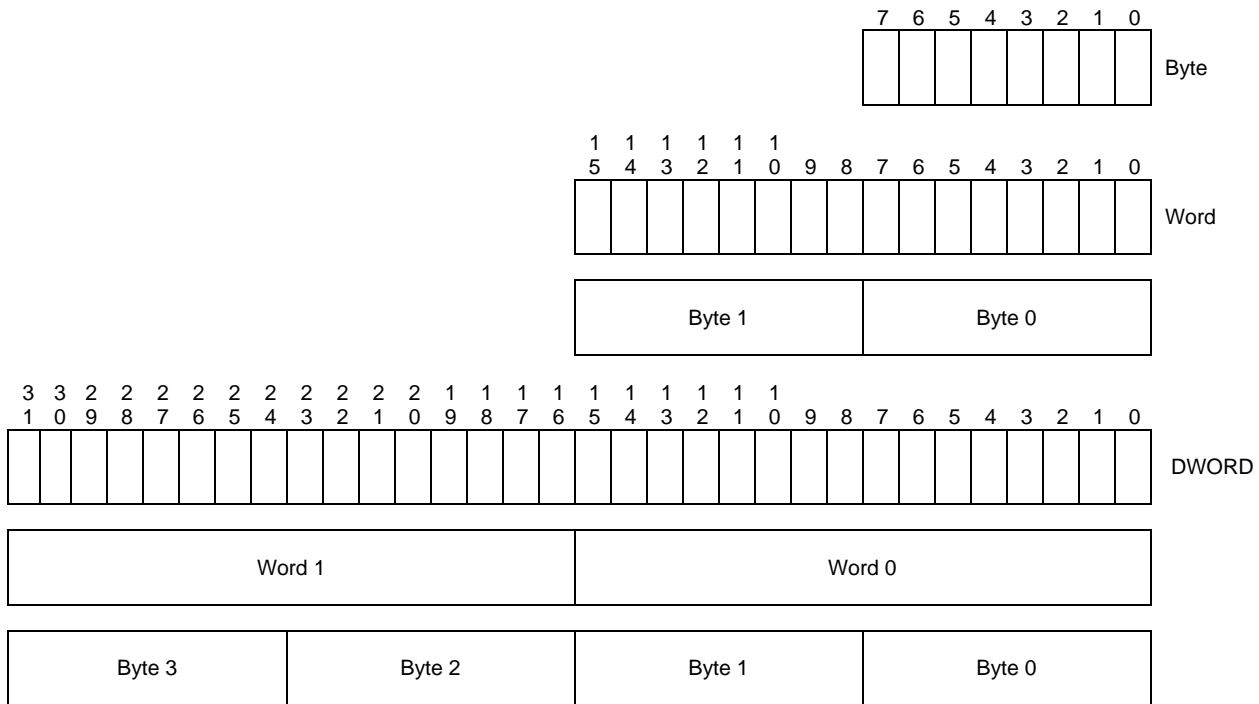 7 6 5 4 3 2 1 0
Byte
1 1 1 1 1 1
5 4 3 2 1 0 9 8 7 6 5 4 3 2 1 0
Word
Byte 1 Byte 0
3 3 2 2 2 2 2 2 2 2 2 2 1 1 1 1 1 1 1 1 1 1
1 0 9 8 7 6 5 4 3 2 1 0 9 8 7 6 5 4 3 2 1 0 9 8 7 6 5 4 3 2 1 0
DWORD
Word 1 Word 0
Byte 3 Byte 2 Byte 1 Byte 0